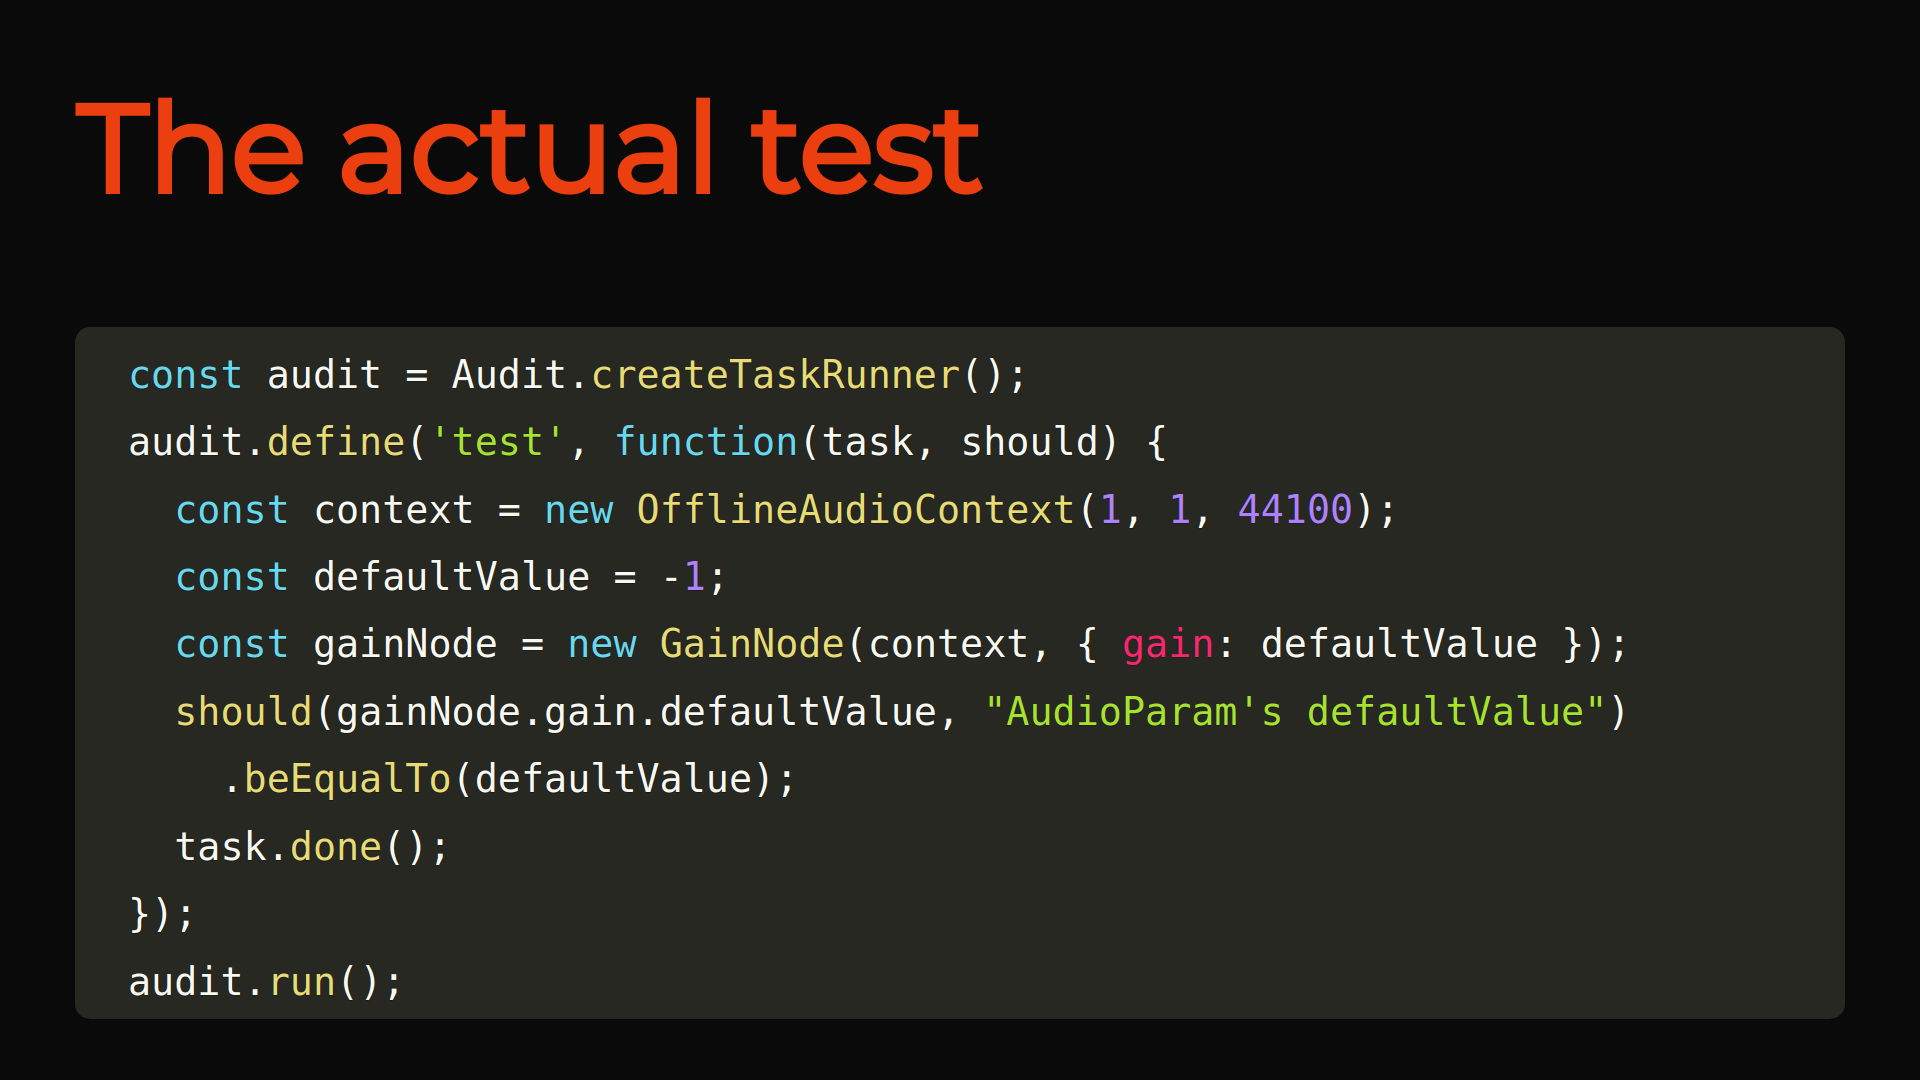 The actual test
const audit = Audit.createTaskRunner();
audit.define('test', function(task, should) {
  const context = new OfflineAudioContext(1, 1, 44100);
  const defaultValue = -1;
  const gainNode = new GainNode(context, { gain: defaultValue });
  should(gainNode.gain.defaultValue, "AudioParam's defaultValue")
    .beEqualTo(defaultValue);
  task.done();
});
audit.run();